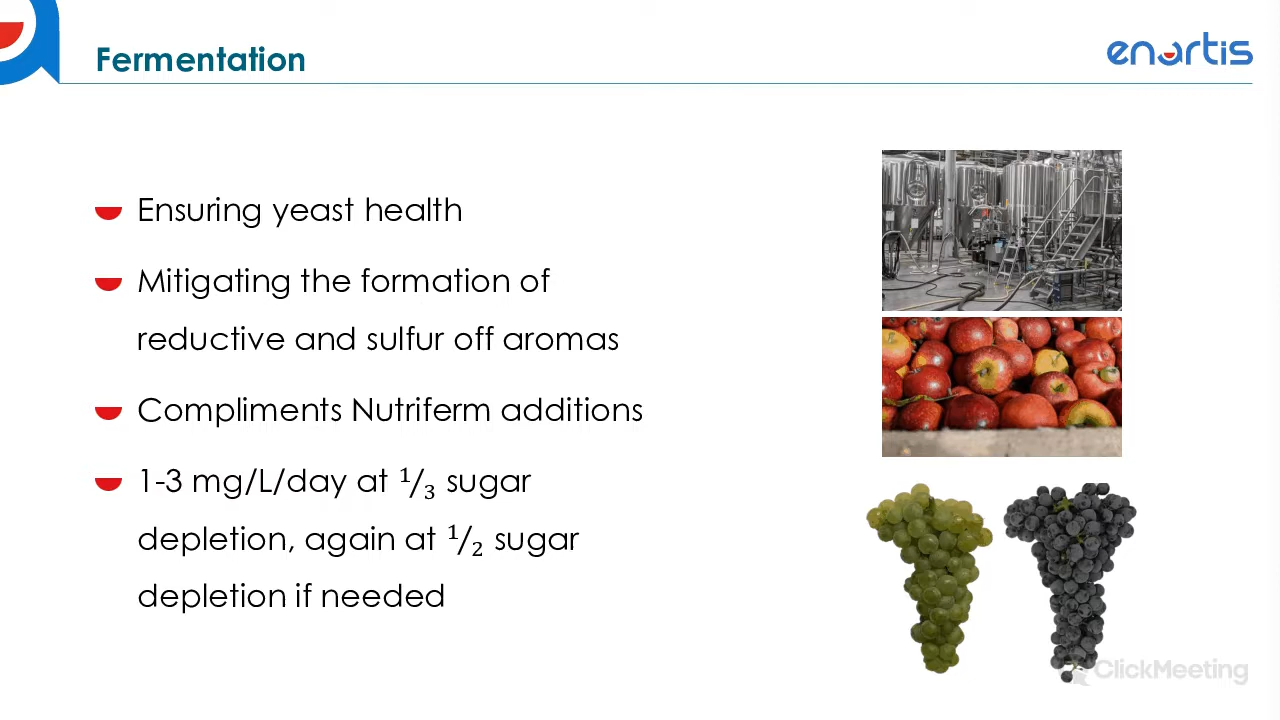 Fermentation
enartis
Ensuring yeast health
Mitigating the formation of
reductive and sulfur off aromas
Compliments Nutriferm additions
1-3 mg/L/day at 1/3 sugar
depletion, again at 1/2 sugar
depletion if needed
ClickMeeting